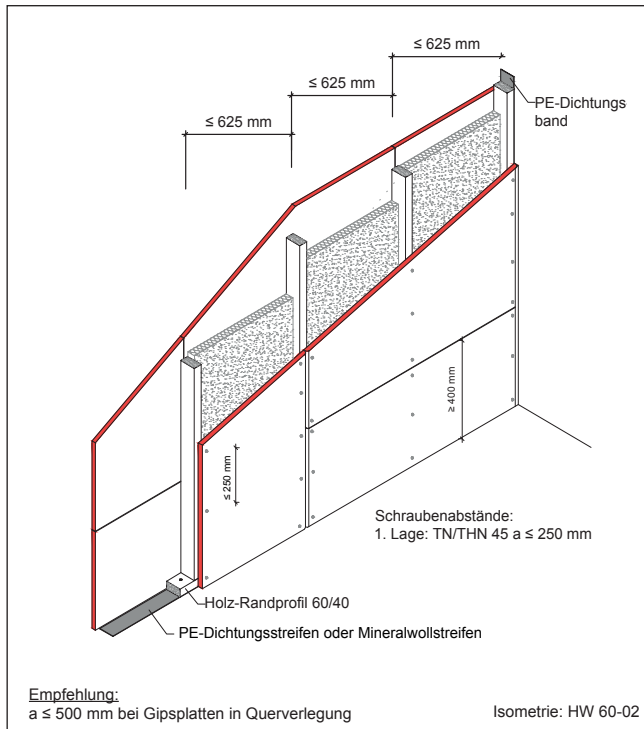 ≤ 625 mm
≤ 625 mm
≤ 625 mm
PE-Dichtungs
band
≥ 400 mm
≤ 250 mm
Schraubenabstände:
1. Lage: TN/THN 45 a ≤ 250 mm
Holz-Randprofil 60/40
PE-Dichtungsstreifen oder Mineralwollstreifen
Empfehlung:
a ≤ 500 mm bei Gipsplatten in Querverlegung
Isometrie: HW 60-02